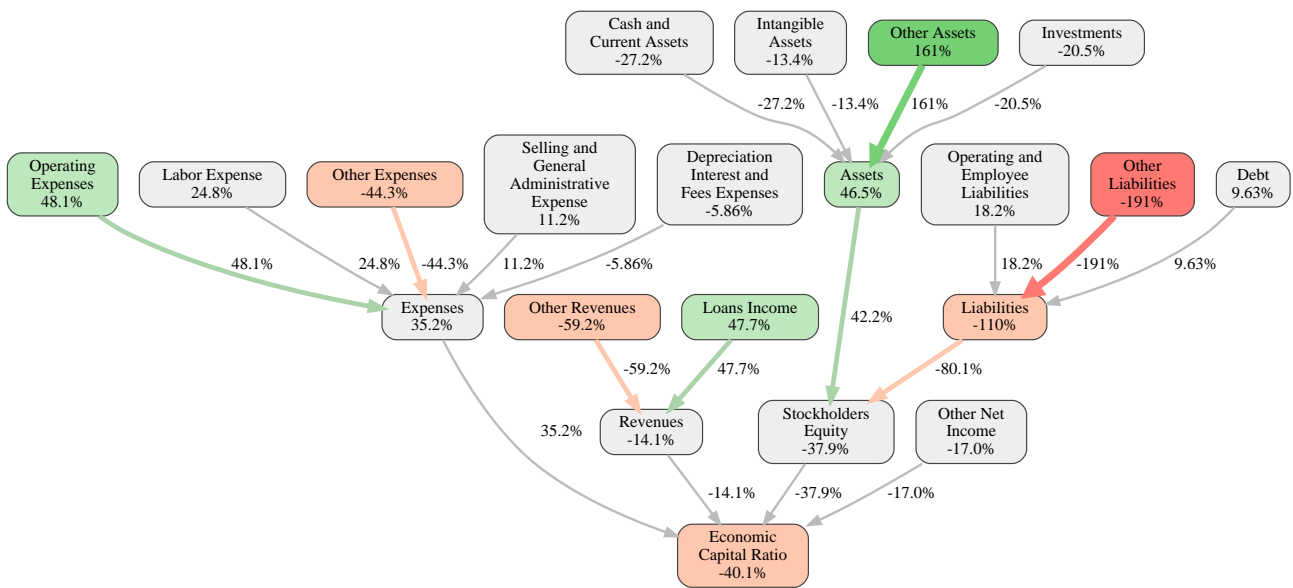 Cash and
Current Assets
-27.2%
Intangible
Assets
-13.4%
Other Assets
161%
Investments
-20.5%
-27.2%
-13.4%
161%
-20.5%
Operating
Expenses
48.1%
Labor Expense
24.8%
Other Expenses
-44.3%
Selling and
General
Administrative
Expense
11.2%
Depreciation
Interest and
Fees Expenses
-5.86%
Assets
46.5%
Operating and
Employee
Liabilities
18.2%
Other
Liabilities
-191%
Debt
9.63%
48.1%
24.8%
-44.3%
11.2%
-5.86%
18.2%
-191%
9.63%
Expenses
35.2%
Other Revenues
-59.2%
Loans Income
47.7%
42.2%
Liabilities
-110%
-59.2%
47.7%
-80.1%
35.2%
Revenues
-14.1%
Stockholders
Equity
-37.9%
Other Net
Income
-17.0%
-14.1%
-37.9%
-17.0%
Economic
Capital Ratio
-40.1%